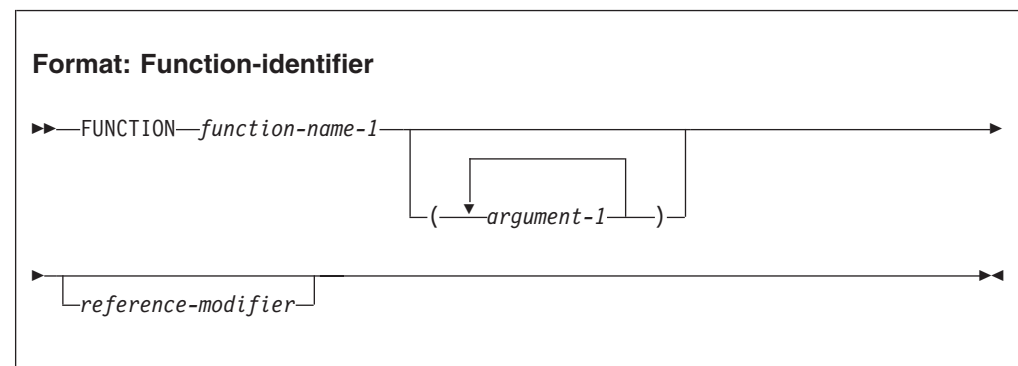 Format: Function-identifier
FUNCTION function-name-1
( argument-1 )
reference-modifier